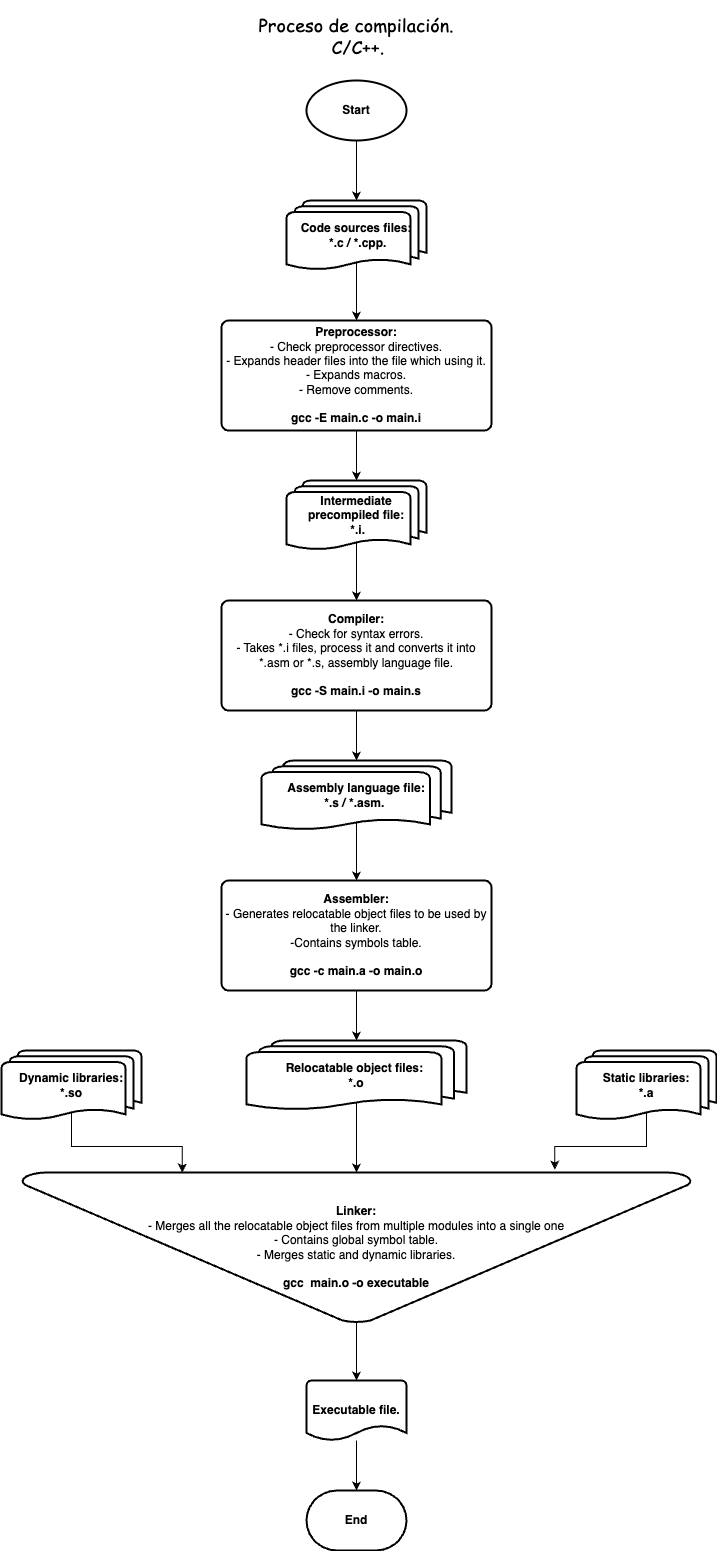 Proceso de compilación.
C/C++.
Start
Code sources files:
*.c / *.cpp.
Preprocessor:
- Check preprocessor directives.
- Expands header files into the file which using it.
- Expands macros.
- Remove comments.
gcc -E main.c -o main.i
Intermediate
precompiled file:
*.i.
Compiler:
- Check for syntax errors.
- Takes *.i files, process it and converts it into
*.asm or *.s, assembly language file.
gcc -S main.i -o main.s
Assembly language file:
*.s / *.asm.
Assembler:
- Generates relocatable object files to be used by
the linker.
-Contains symbols table.
gcc -c main.a -o main.o
Dynamic libraries:
*.so
Relocatable object files:
*.o
Static libraries:
*.a
Linker:
- Merges all the relocatable object files from multiple modules into a single one
- Contains global symbol table.
- Merges static and dynamic libraries.
gcc  main.o -o executable
Executable file.
End